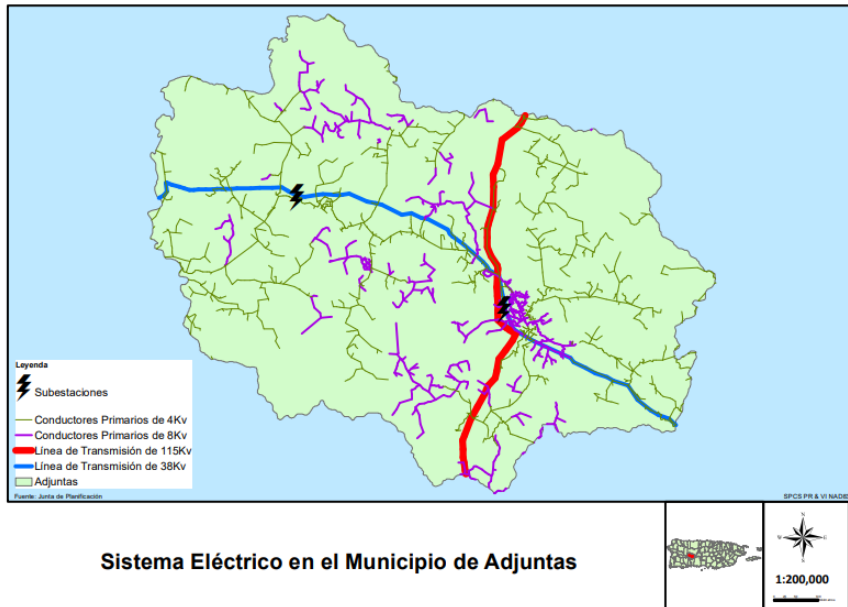 Leyenda
Subestaciones
Conductores Primarios de 4Kv
Conductores Primarios de 8Kv
Línea de Transmisión de 115Kv
Línea de Transmisión de 38Kv
Adjuntas
Fuente: Junta de Planificación
SPCS PR & VI NAD83
Sistema Eléctrico en el Municipio de Adjuntas
N
W
E
S
1:200,000